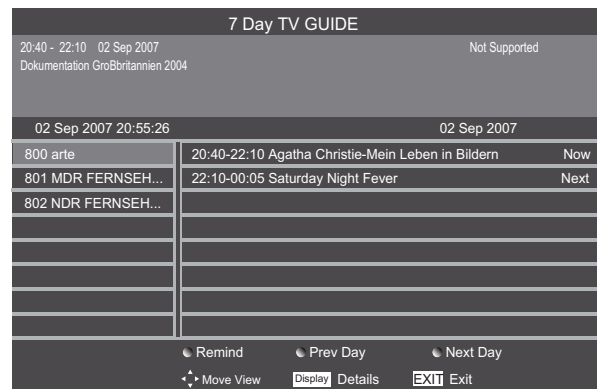 7 Day TV GUIDE
20:40 - 22:10 02 Sep 2007 Not Supported
Dokumentation GroBbritannien 2004
02 Sep 2007 20:55:26 02 Sep 2007
800 arte 20:40-22:10 Agatha Christie-Mein Leben in Bildern Now
801 MDR FERNSEH... 22:10-00:05 Saturday Night Fever Next
802 NDR FERNSEH...
Remind Prev Day Next Day
Move View Display Details EXIT Exit